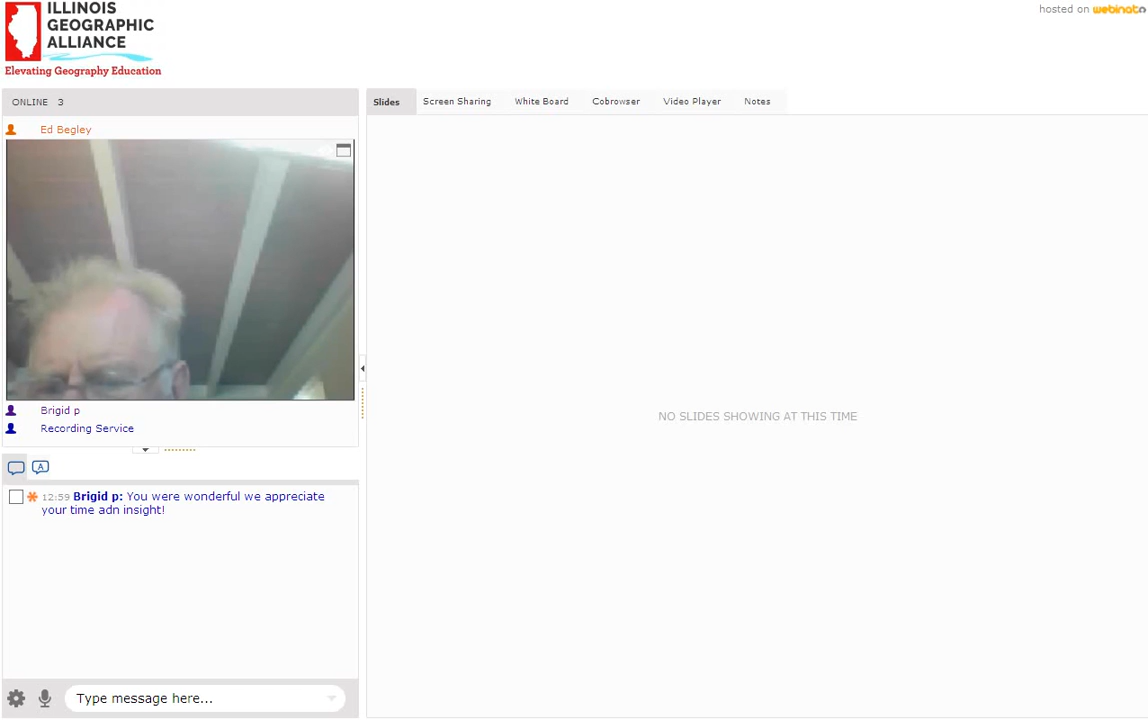 ILLINOIS
GEOGRAPHIC
ALLIANCE
Elevating Geography Education
hosted on webinato
ONLINE 3
Slides Screen Sharing White Board Cobrowser Video Player Notes
Ed Begley
Brigid p
Recording Service
A
12:59 Brigid p: You were wonderful we appreciate
your time adn insight!
NO SLIDES SHOWING AT THIS TIME
Type message here...